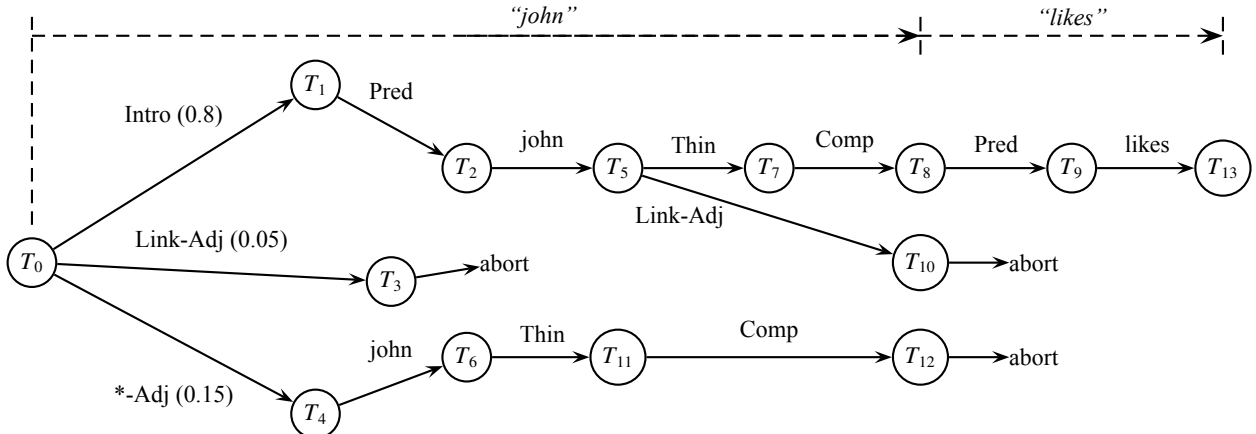 “john” “likes”
T1
Pred
Intro (0.8)
john Thin Comp Pred likes
T2 T5 T7 T8 T9 T13
Link-Adj
Link-Adj (0.05)
T0 T3 abort T10 abort
Thin Comp
john
T6 T11 T12 abort
*-Adj (0.15)
T4